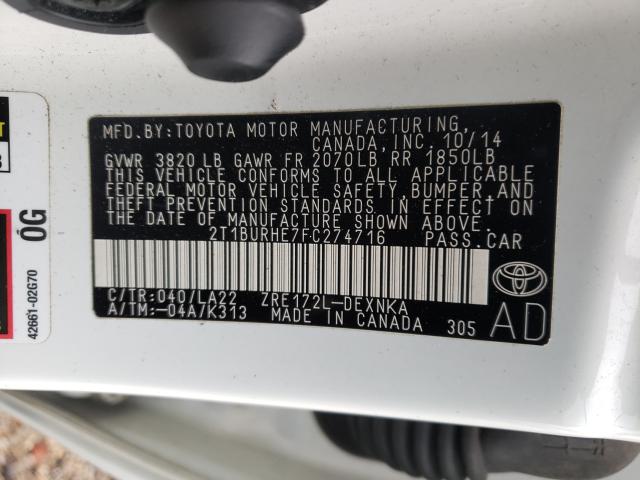 MFD.BY:TOYOTA MOTOR MANUFACTURING,
CANADA, INC. 10/14
GVWR 3820 LB GAWR FR 2070LB RR 1850LB
THIS VEHICLE CONFORMS TO ALL APPLICABLE
FEDERAL MOTOR VEHICLE SAFETY, BUMPER, AND
THEFT PREVENTION STANDARDS IN EFFECT ON
THE DATE OF MANUFACTURE SHOWN ABOVE.
2T1BURHE7FC274716 PASS.CAR
C/TR:040/LA22 ZRE172L-DEXNKA
A/TM:-04A/K313 MADE IN CANADA 305
AD
0G
42661-02G70